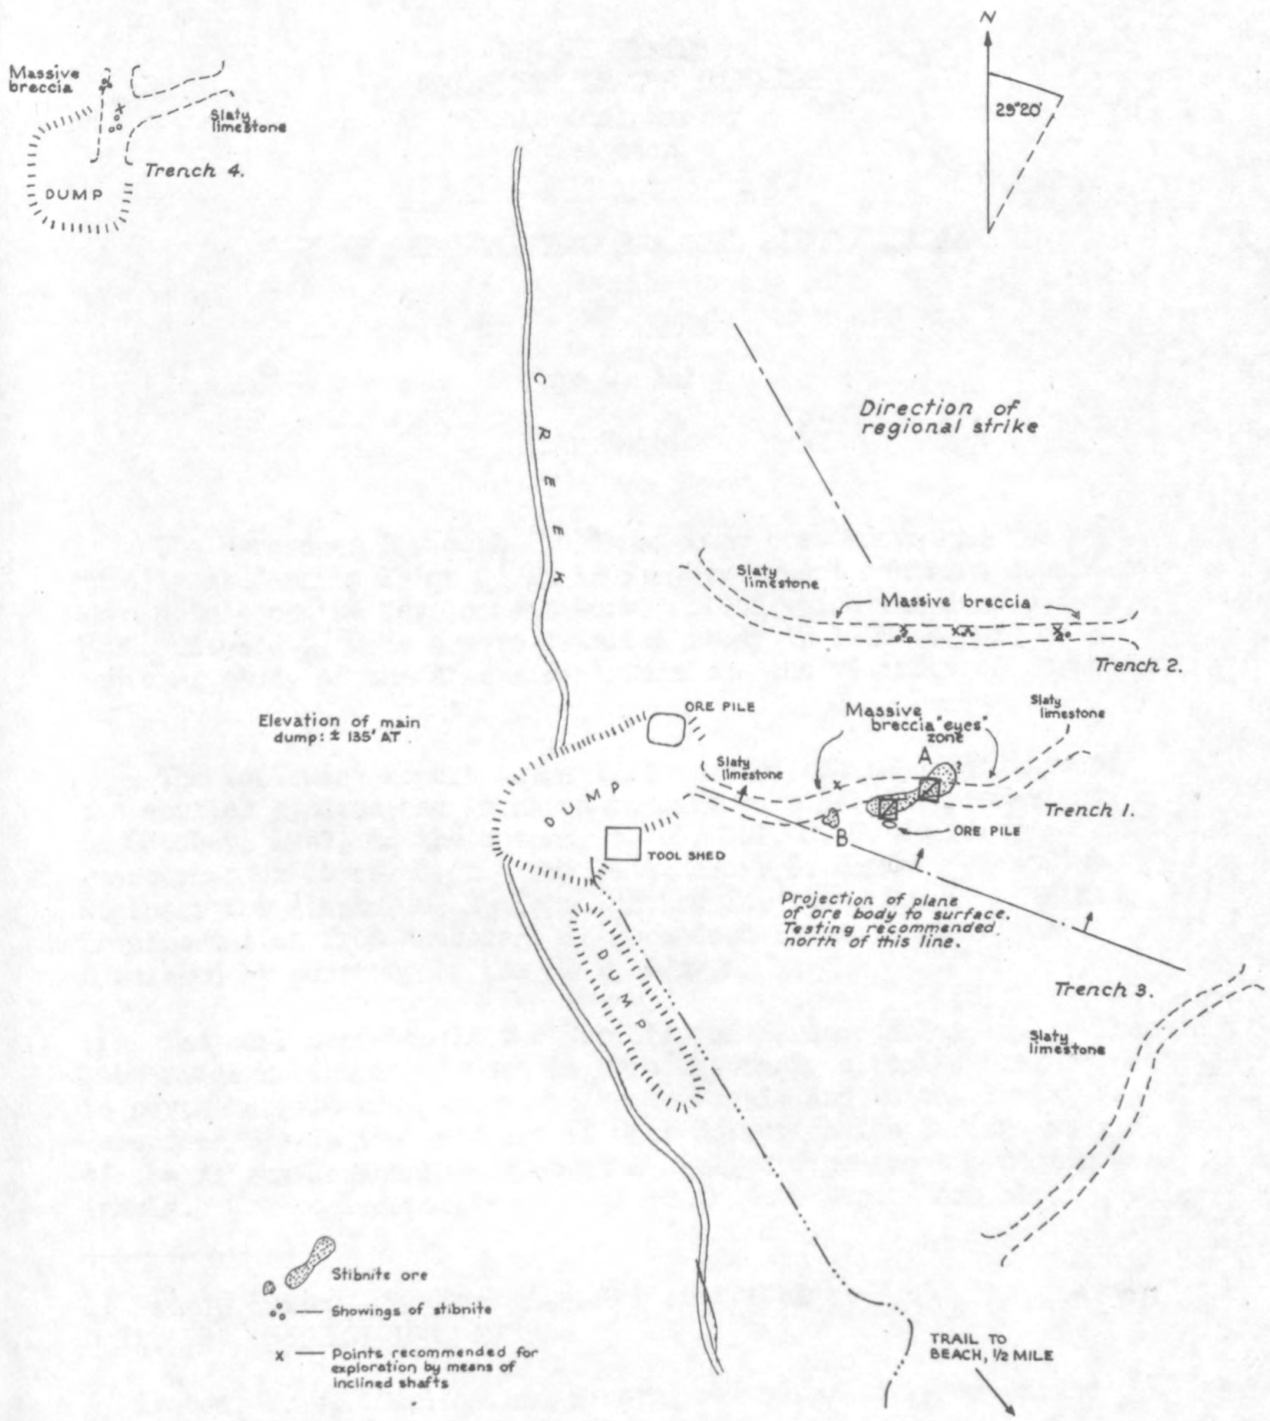 N
29°20'
Massive
breccia
Slaty
limestone
Trench 4.
DUMP
CREEK
Direction of
regional strike
Slaty
limestone
Massive breccia
Trench 2.
Elevation of main
dump: ± 135' AT
ORE PILE
Massive
breccia "eyes"
zone
Slaty
limestone
A
?
Slaty
limestone
DUMP
Trench 1.
B
ORE PILE
TOOL SHED
Projection of plane
of ore body to surface.
Testing recommended
north of this line.
DUMP
Trench 3.
Slaty
limestone
Stibnite ore
Showings of stibnite
x — Points recommended for
exploration by means of
inclined shafts
TRAIL TO
BEACH, 1/2 MILE